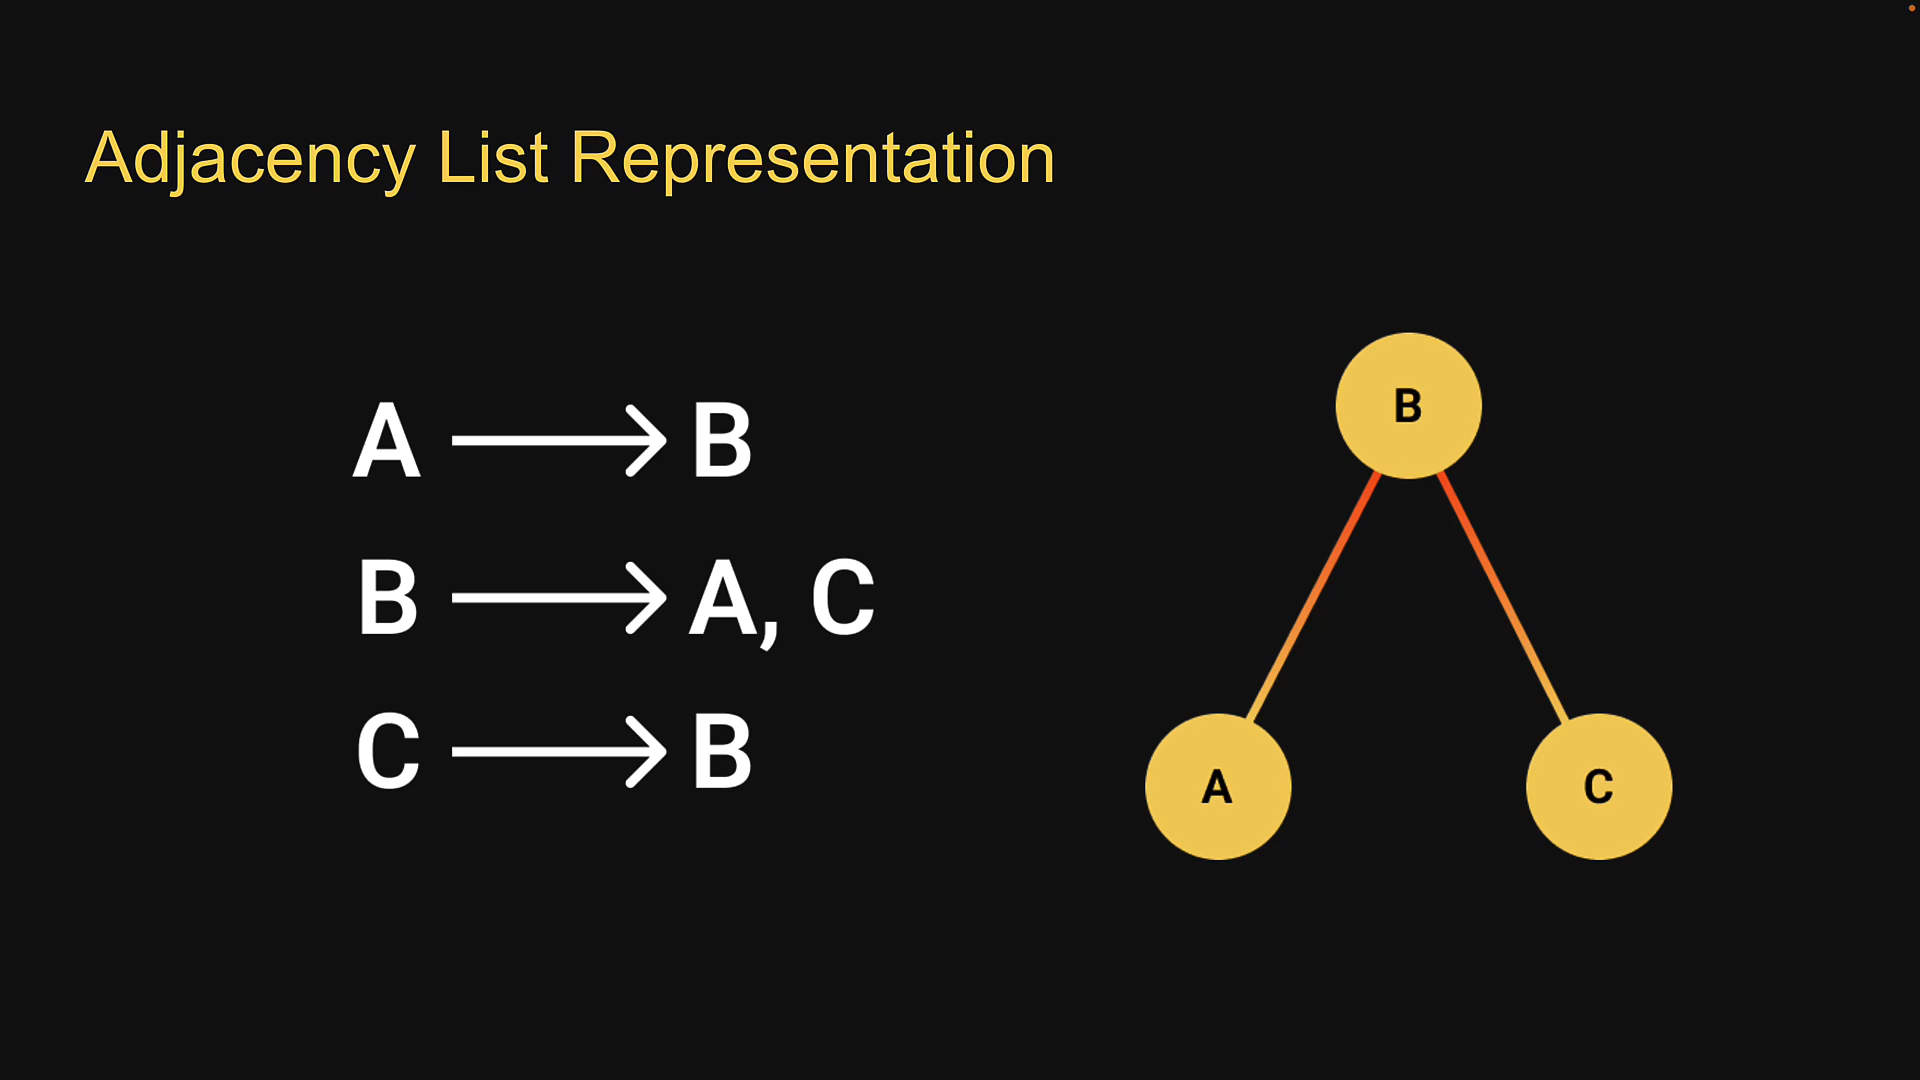 Adjacency List Representation
A B
B A, C
C B
B
A C